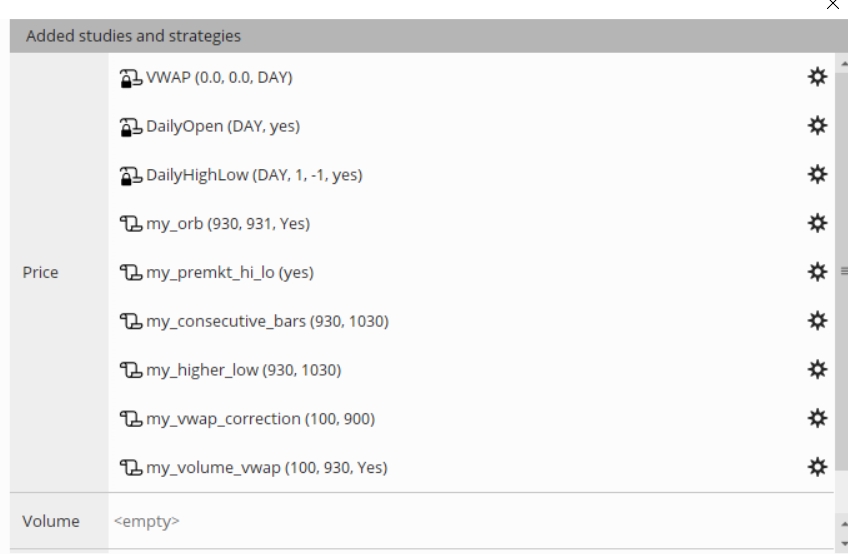 Added studies and strategies
VWAP (0.0, 0.0, DAY)
DailyOpen (DAY, yes)
DailyHighLow (DAY, 1, -1, yes)
my_orb (930, 931, Yes)
Price
my_premkt_hi_lo (yes)
my_consecutive_bars (930, 1030)
my_higher_low (930, 1030)
my_vwap_correction (100, 900)
my_volume_vwap (100, 930, Yes)
Volume
<empty>